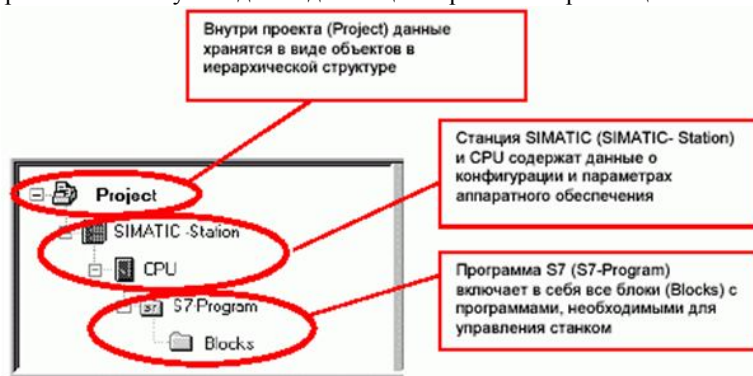 Внутри проекта (Project) данные
хранятся в виде объектов в
иерархической структуре
Станция SIMATIC (SIMATIC- Station)
и CPU содержат данные о
конфигурации и параметрах
аппаратного обеспечения
Project
SIMATIC -Station
CPU
S7-Program
Blocks
Программа S7 (S7-Program)
включает в себя все блоки (Blocks) с
программами, необходимыми для
управления станком